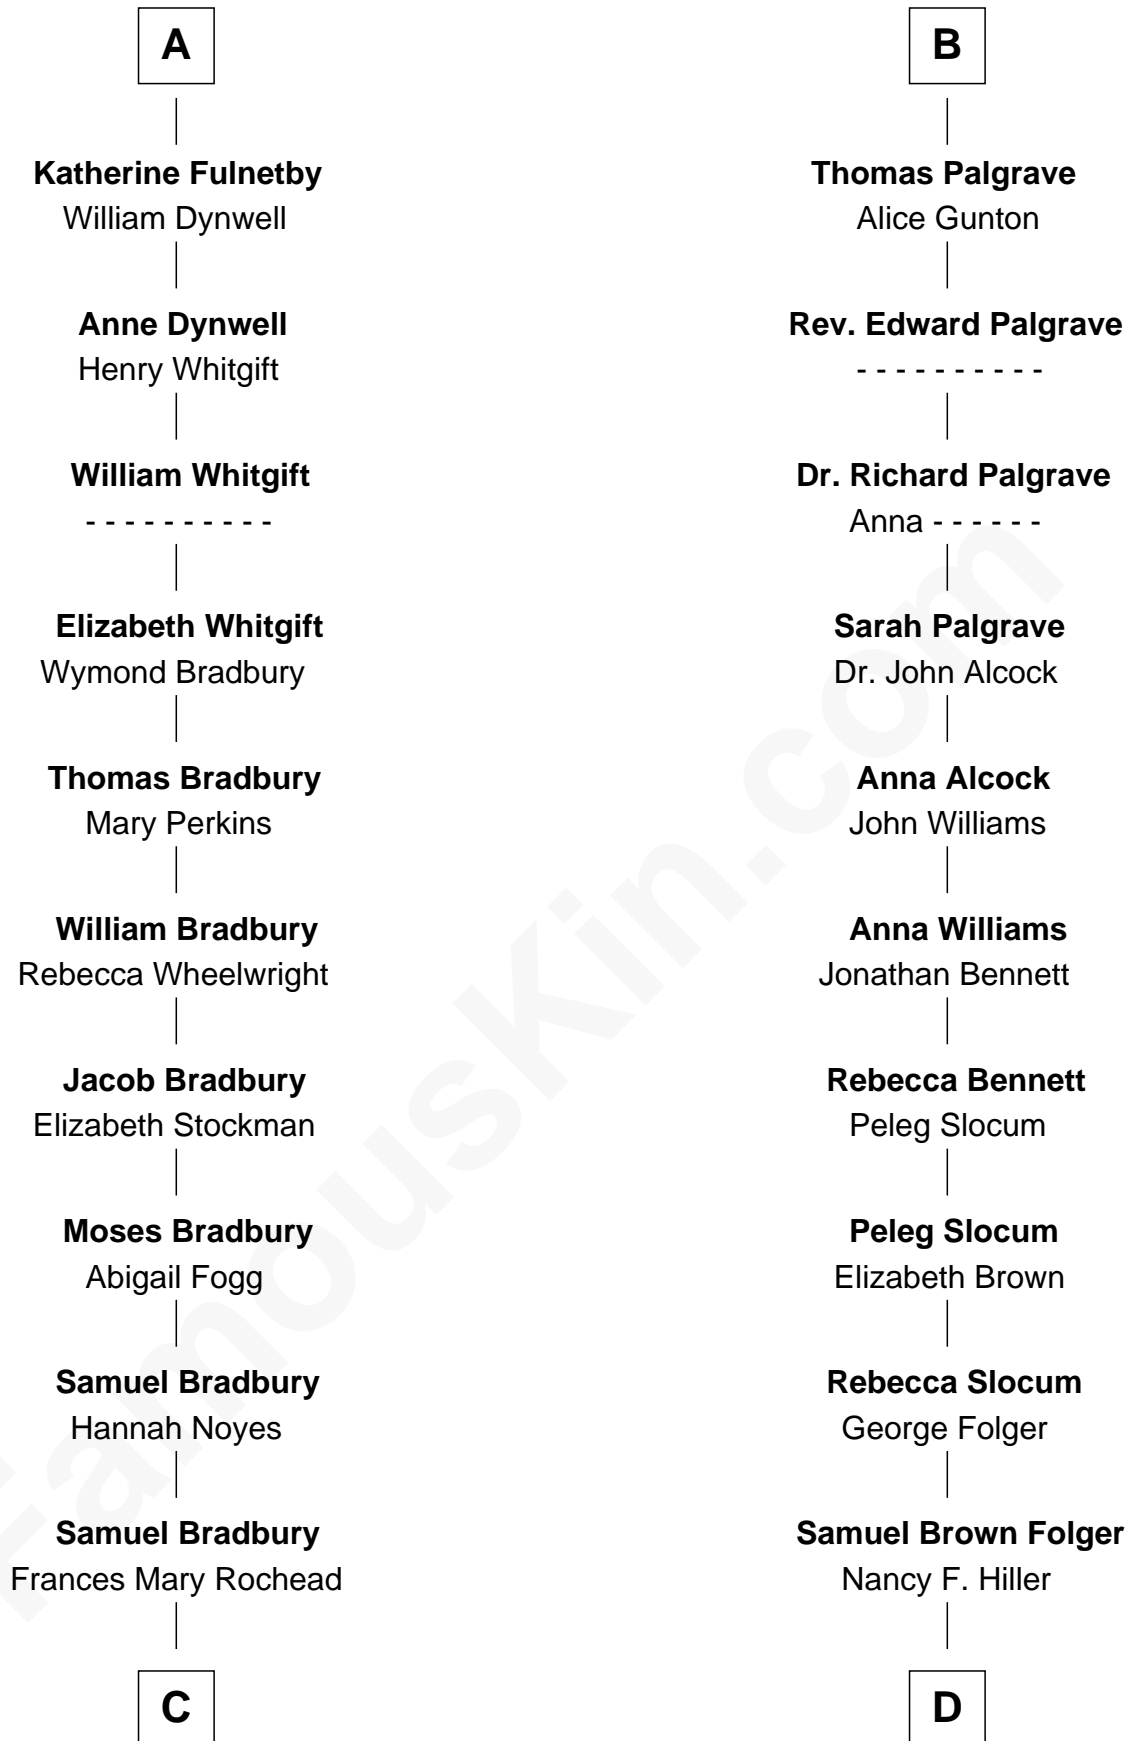 A
Katherine Fulnetby
William Dynwell
Anne Dynwell
Henry Whitgift
William Whitgift
- - - - - - - - - -
Elizabeth Whitgift
Wymond Bradbury
Thomas Bradbury
Mary Perkins
William Bradbury
Rebecca Wheelwright
Jacob Bradbury
Elizabeth Stockman
Moses Bradbury
Abigail Fogg
Samuel Bradbury
Hannah Noyes
Samuel Bradbury
Frances Mary Rochead
C
B
Thomas Palgrave
Alice Gunton
Rev. Edward Palgrave
- - - - - - - - - -
Dr. Richard Palgrave
Anna - - - - - -
Sarah Palgrave
Dr. John Alcock
Anna Alcock
John Williams
Anna Williams
Jonathan Bennett
Rebecca Bennett
Peleg Slocum
Peleg Slocum
Elizabeth Brown
Rebecca Slocum
George Folger
Samuel Brown Folger
Nancy F. Hiller
D
FamousKin.com